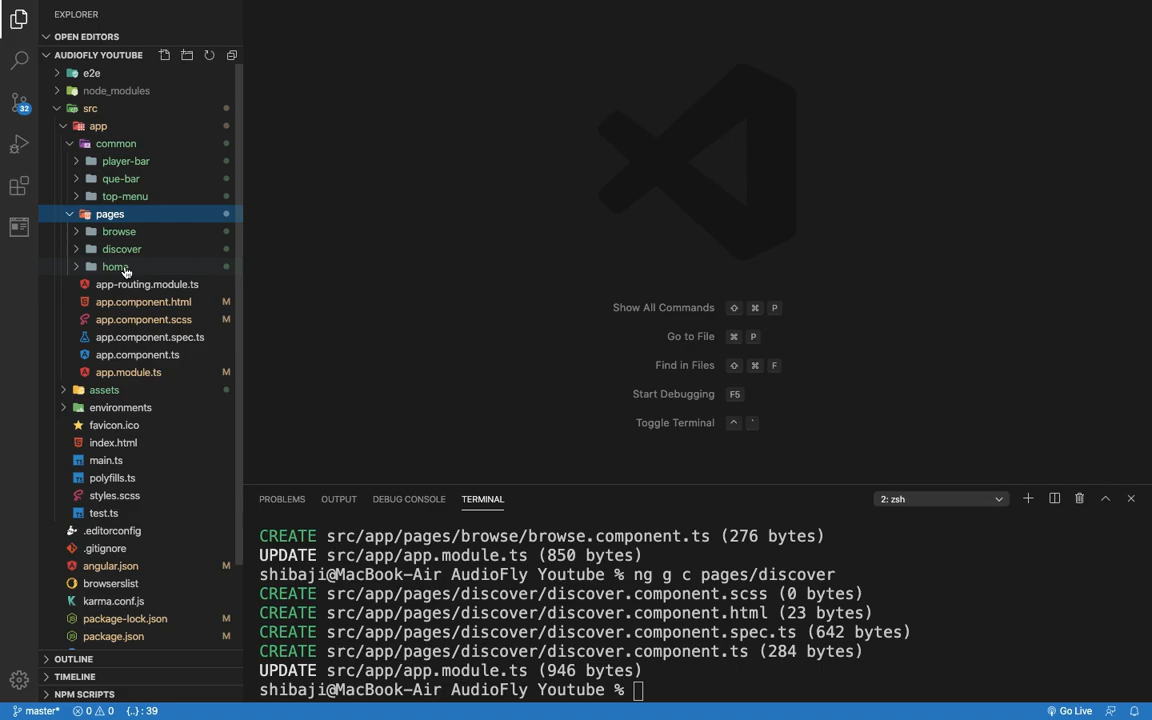 EXPLORER
OPEN EDITORS
AUDIOFLY YOUTUBE
e2e
node_modules
src
app
common
player-bar
que-bar
top-menu
pages
browse
discover
home
app-routing.module.ts
app.component.html M
app.component.scss M
app.component.spec.ts
app.component.ts
app.module.ts M
assets
environments
favicon.ico
index.html
main.ts
polyfills.ts
styles.scss
test.ts
.editorconfig
.gitignore
angular.json M
browserslist
karma.conf.js
package-lock.json M
package.json M
OUTLINE
TIMELINE
NPM SCRIPTS
32
Show All Commands ⇧ ⌘ P
Go to File ⌘ P
Find in Files ⇧ ⌘ F
Start Debugging F5
Toggle Terminal ^ `
PROBLEMS OUTPUT DEBUG CONSOLE TERMINAL 2: zsh
CREATE src/app/pages/browse/browse.component.ts (276 bytes)
UPDATE src/app/app.module.ts (850 bytes)
shibaji@MacBook-Air AudioFly Youtube % ng g c pages/discover
CREATE src/app/pages/discover/discover.component.scss (0 bytes)
CREATE src/app/pages/discover/discover.component.html (23 bytes)
CREATE src/app/pages/discover/discover.component.spec.ts (642 bytes)
CREATE src/app/pages/discover/discover.component.ts (284 bytes)
UPDATE src/app/app.module.ts (946 bytes)
shibaji@MacBook-Air AudioFly Youtube %
master* 0 0 {..} : 39 Go Live